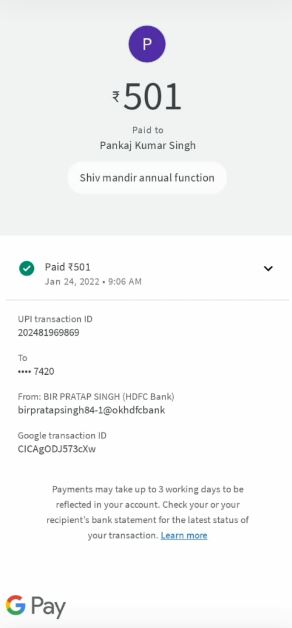 P
₹501
Paid to
Pankaj Kumar Singh
Shiv mandir annual function
Paid ₹501
Jan 24, 2022 • 9:06 AM
UPI transaction ID
202481969869
To
•••• 7420
From: BIR PRATAP SINGH (HDFC Bank)
birpratapsingh84-1@okhdfcbank
Google transaction ID
CICAgODJ573cXw
Payments may take up to 3 working days to be
reflected in your account. Check your or your
recipient's bank statement for the latest status of
your transaction. Learn more
G Pay